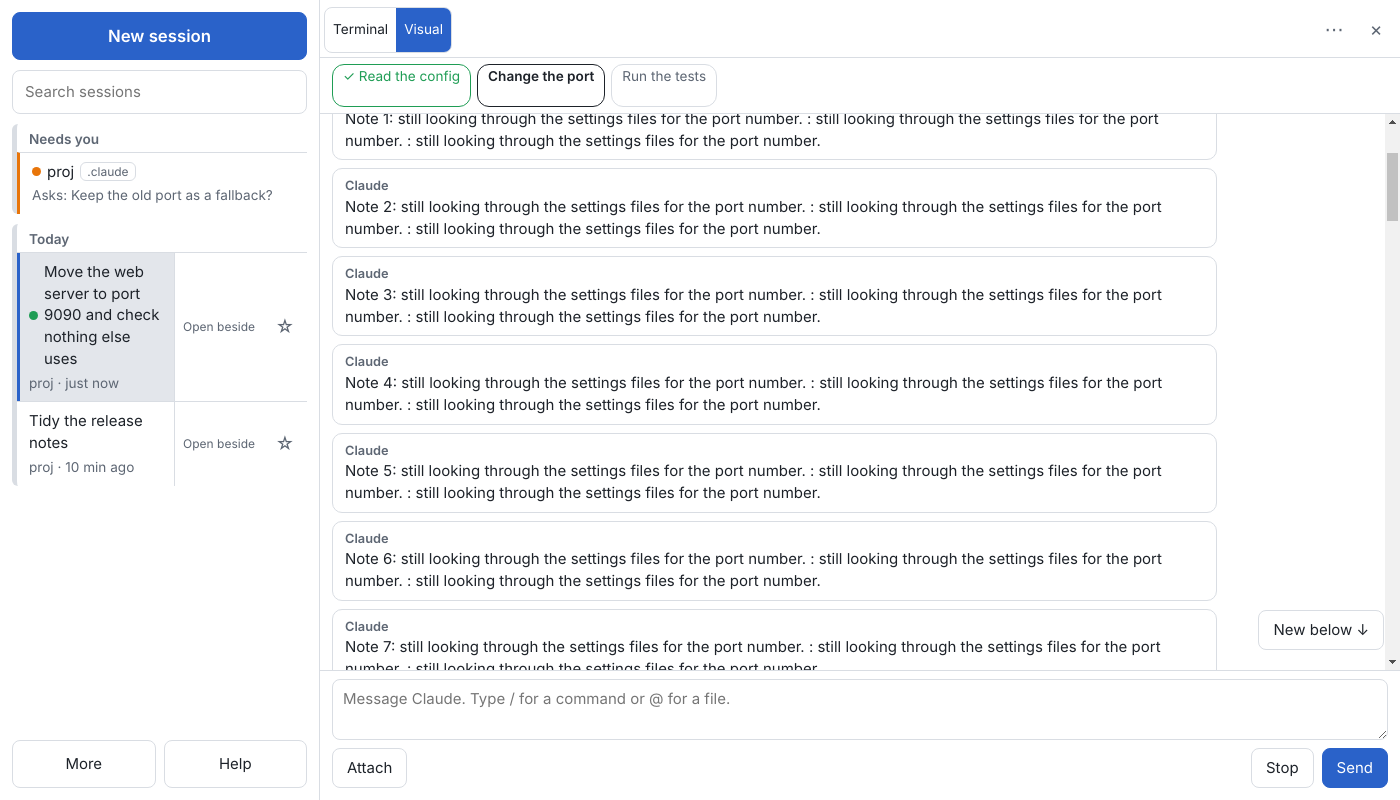 New session
Search sessions
Needs you
proj .claude
Asks: Keep the old port as a fallback?
Today
Move the web
server to port
9090 and check
nothing else
uses
proj · just now
Open beside ☆
Tidy the release
notes
proj · 10 min ago
Open beside ☆
More Help
Terminal Visual
··· ×
✓ Read the config Change the port Run the tests
Note 1: still looking through the settings files for the port number. : still looking through the settings files for the port
number. : still looking through the settings files for the port number.
Claude
Note 2: still looking through the settings files for the port number. : still looking through the settings files for the port
number. : still looking through the settings files for the port number.
Claude
Note 3: still looking through the settings files for the port number. : still looking through the settings files for the port
number. : still looking through the settings files for the port number.
Claude
Note 4: still looking through the settings files for the port number. : still looking through the settings files for the port
number. : still looking through the settings files for the port number.
Claude
Note 5: still looking through the settings files for the port number. : still looking through the settings files for the port
number. : still looking through the settings files for the port number.
Claude
Note 6: still looking through the settings files for the port number. : still looking through the settings files for the port
number. : still looking through the settings files for the port number.
Claude
Note 7: still looking through the settings files for the port number. : still looking through the settings files for the port
number. : still looking through the settings files for the port number.
New below ↓
Message Claude. Type / for a command or @ for a file.
Attach Stop Send